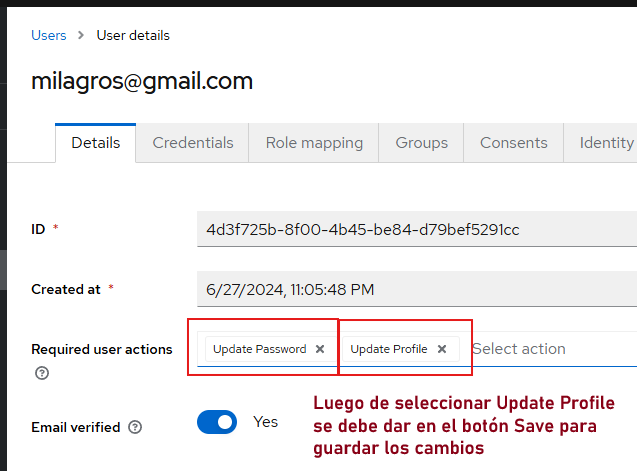 Users > User details
milagros@gmail.com
Details Credentials Role mapping Groups Consents Identity
ID *
4d3f725b-8f00-4b45-be84-d79bef5291cc
Created at *
6/27/2024, 11:05:48 PM
Required user actions
Update Password × Update Profile × Select action
Email verified
Yes
Luego de seleccionar Update Profile
se debe dar en el botón Save para
guardar los cambios